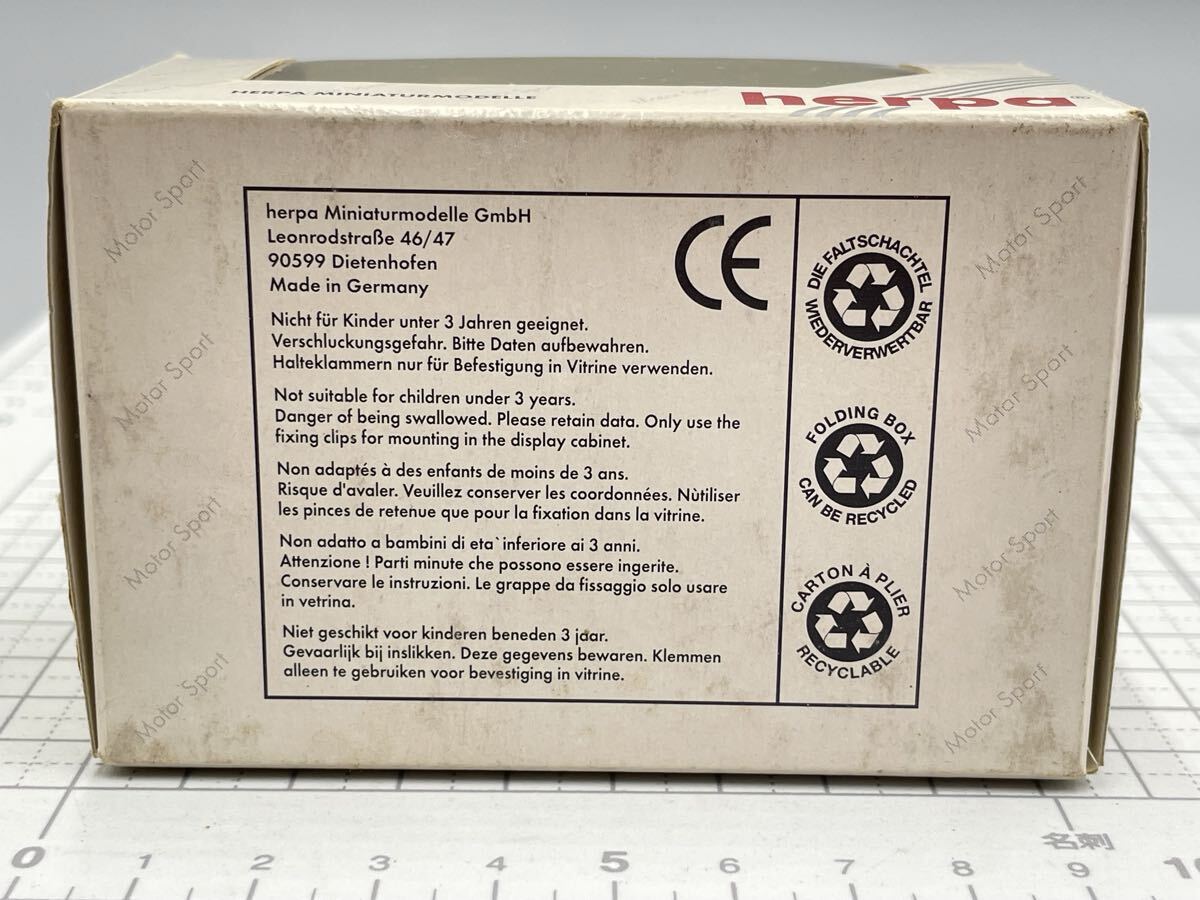 HERPA MINIATURMODELLE
herpa®
Motor Sport
Motor Sport
Motor Sport
Motor Sport
herpa Miniaturmodelle GmbH
Leonrodstraße 46/47
90599 Dietenhofen
Made in Germany
CE
Nicht für Kinder unter 3 Jahren geeignet.
Verschluckungsgefahr. Bitte Daten aufbewahren.
Halteklammern nur für Befestigung in Vitrine verwenden.
Not suitable for children under 3 years.
Danger of being swallowed. Please retain data. Only use the
fixing clips for mounting in the display cabinet.
Non adaptés à des enfants de moins de 3 ans.
Risque d'avaler. Veuillez conserver les coordonnées. Nùtiliser
les pinces de retenue que pour la fixation dans la vitrine.
Non adatto a bambini di eta`inferiore ai 3 anni.
Attenzione ! Parti minute che possono essere ingerite.
Conservare le instruzioni. Le grappe da fissaggio solo usare
in vetrina.
Niet geschikt voor kinderen beneden 3 jaar.
Gevaarlijk bij inslikken. Deze gegevens bewaren. Klemmen
alleen te gebruiken voor bevestiging in vitrine.
DIE FALTSCHACHTEL
WIEDERVERWERTBAR
FOLDING BOX
CAN BE RECYCLED
CARTON À PLIER
RECYCLABLE
Motor Sport
Motor Sport
Motor Sport
Motor Sport
名刺
0 1 2 3 5 6 7 8 9 10